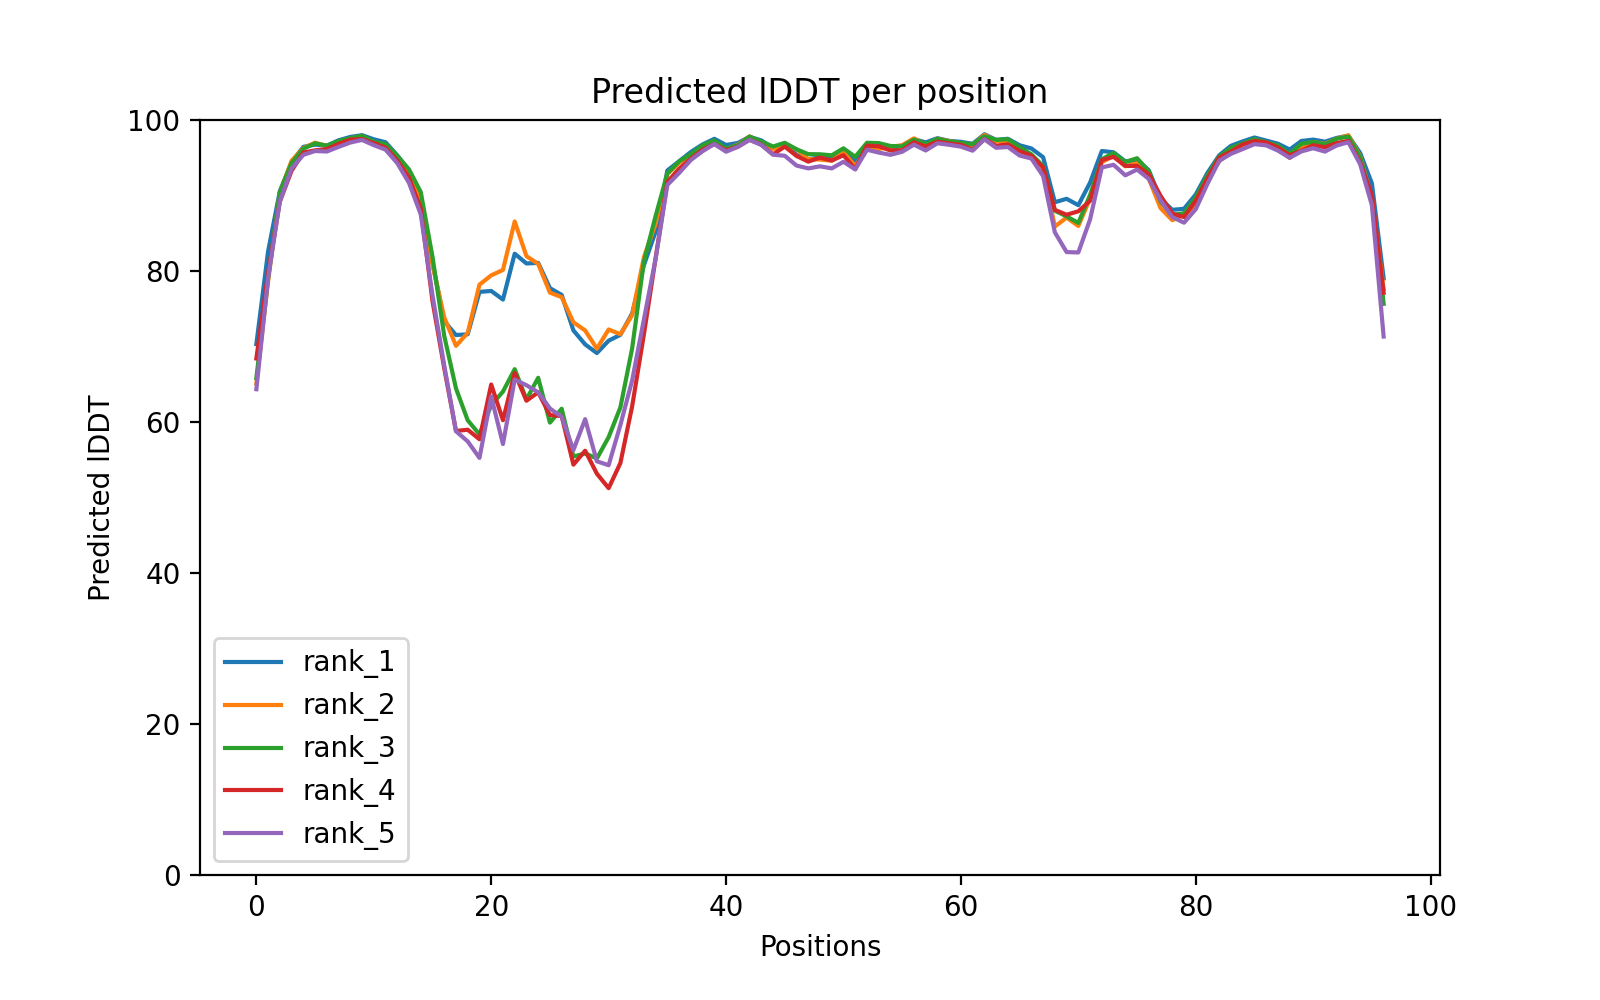 Predicted lDDT per position
100
80
60
40
20
0
Predicted lDDT
rank_1
rank_2
rank_3
rank_4
rank_5
0 20 40 60 80 100
Positions